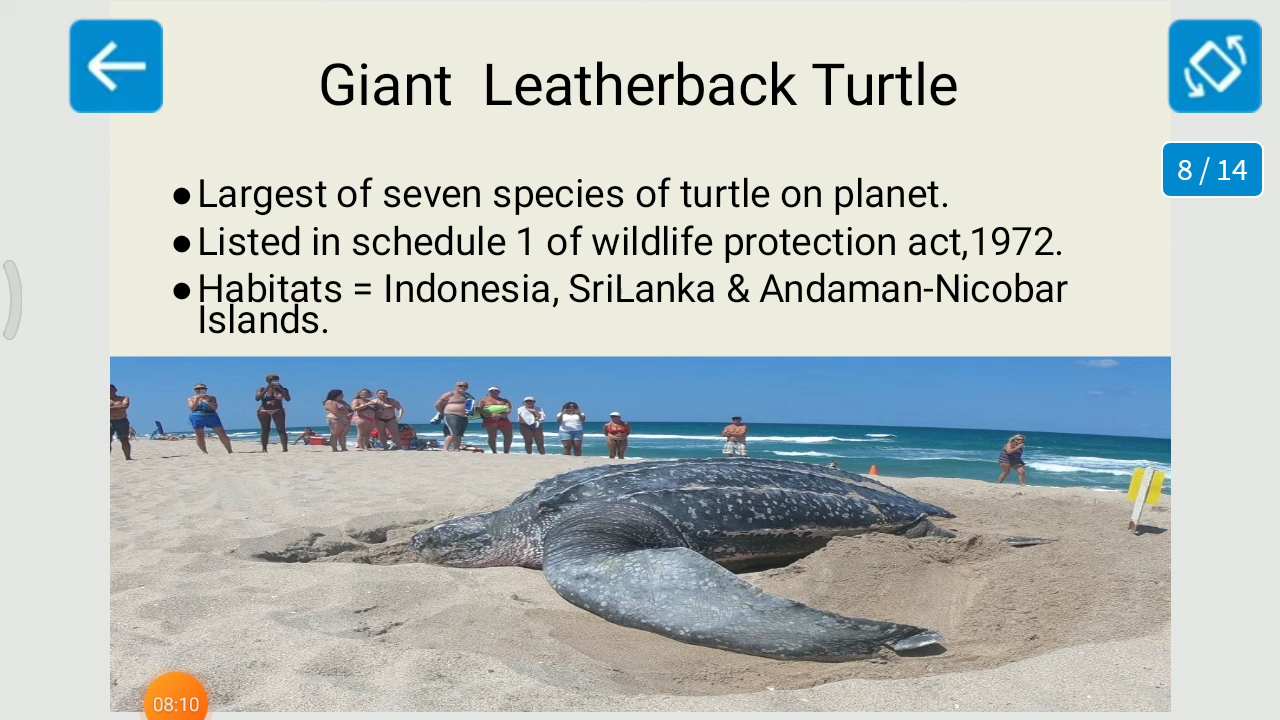 Giant  Leatherback Turtle
8 / 14
●Largest of seven species of turtle on planet.
●Listed in schedule 1 of wildlife protection act,1972.
●Habitats = Indonesia, SriLanka & Andaman-Nicobar
Islands.
08:10